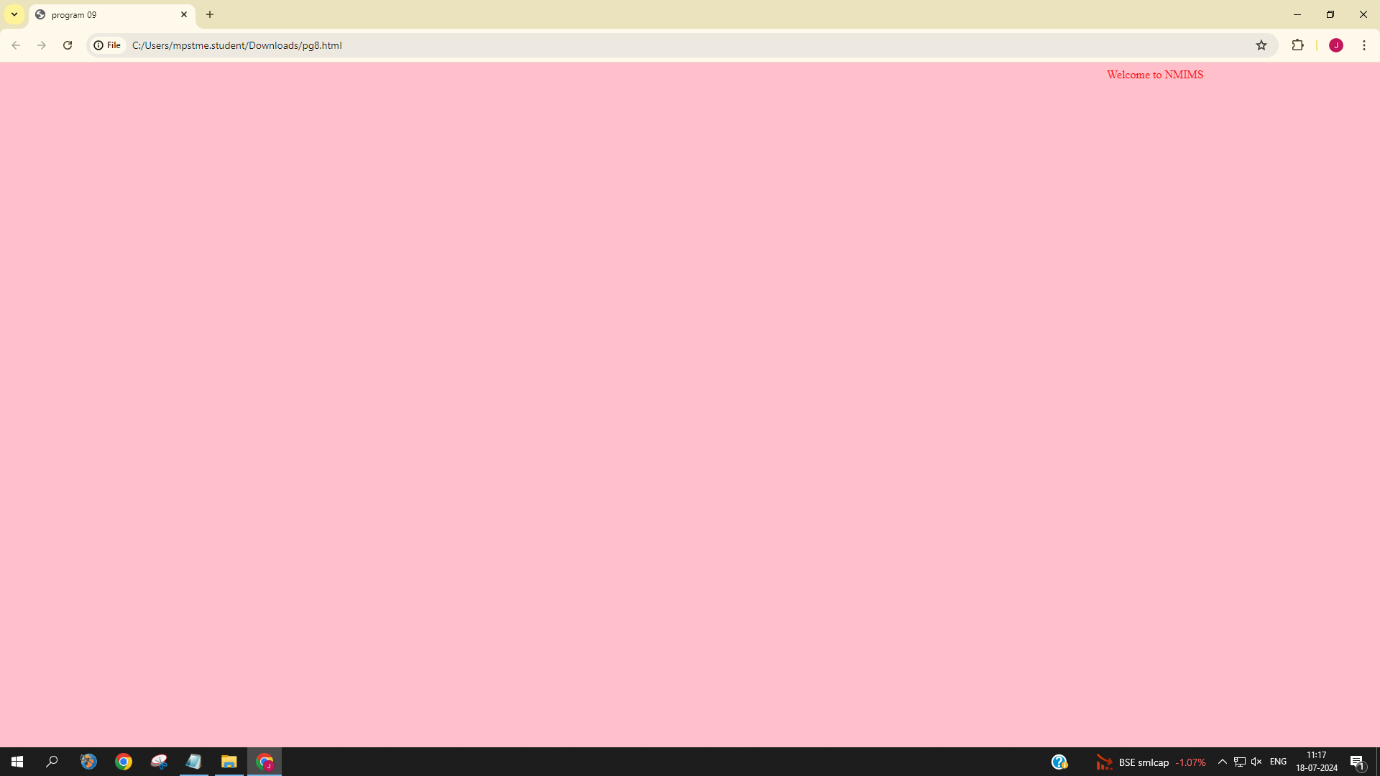 program 09
File
C:/Users/mpstme.student/Downloads/pg8.html
J
Welcome to NMIMS
J
BSE smlcap -1.07%
ENG
11:17
18-07-2024
1